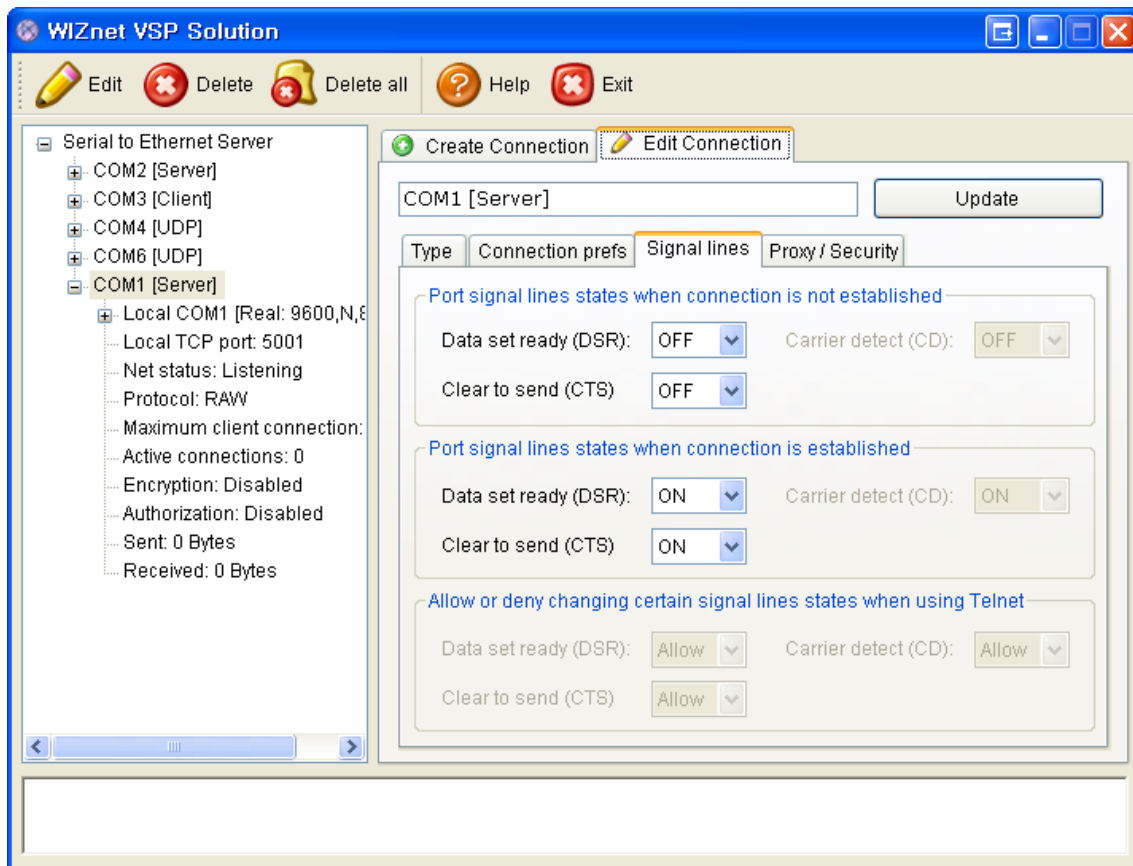 WIZnet VSP Solution
Edit Delete Delete all Help Exit
Serial to Ethernet Server
COM2 [Server]
COM3 [Client]
COM4 [UDP]
COM6 [UDP]
COM1 [Server]
Local COM1 [Real: 9600,N,8
Local TCP port: 5001
Net status: Listening
Protocol: RAW
Maximum client connection:
Active connections: 0
Encryption: Disabled
Authorization: Disabled
Sent: 0 Bytes
Received: 0 Bytes
Create Connection Edit Connection
COM1 [Server] Update
Type Connection prefs Signal lines Proxy / Security
Port signal lines states when connection is not established
Data set ready (DSR): OFF Carrier detect (CD): OFF
Clear to send (CTS) OFF
Port signal lines states when connection is established
Data set ready (DSR): ON Carrier detect (CD): ON
Clear to send (CTS) ON
Allow or deny changing certain signal lines states when using Telnet
Data set ready (DSR): Allow Carrier detect (CD): Allow
Clear to send (CTS) Allow